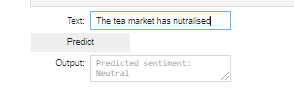 Text: The tea market has nutralised
Predict
Output: Predicted sentiment:
Neutral